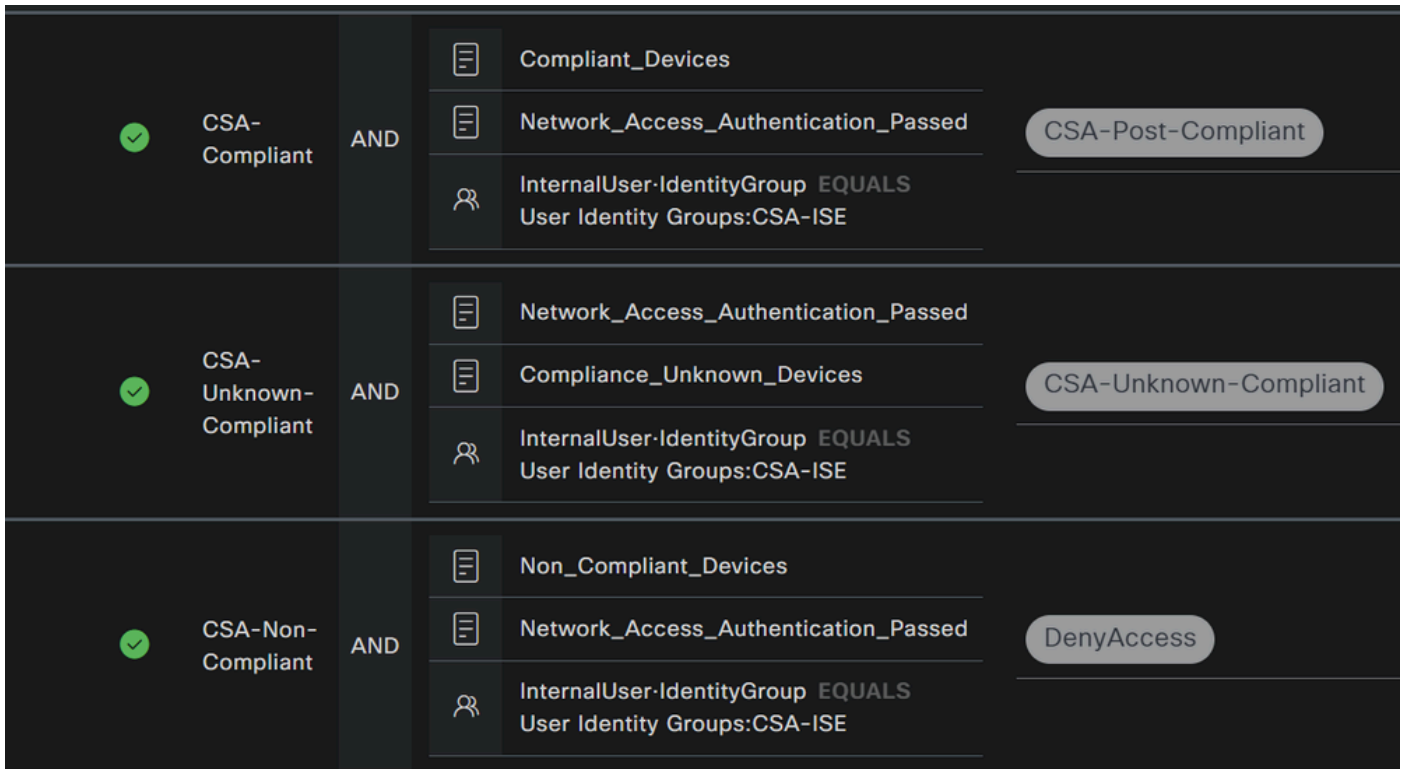 Compliant_Devices
CSA-
Compliant
AND
Network_Access_Authentication_Passed
CSA-Post-Compliant
InternalUser·IdentityGroup EQUALS
User Identity Groups:CSA-ISE
Network_Access_Authentication_Passed
CSA-
Unknown-
Compliant
AND
Compliance_Unknown_Devices
CSA-Unknown-Compliant
InternalUser·IdentityGroup EQUALS
User Identity Groups:CSA-ISE
Non_Compliant_Devices
CSA-Non-
Compliant
AND
Network_Access_Authentication_Passed
DenyAccess
InternalUser·IdentityGroup EQUALS
User Identity Groups:CSA-ISE